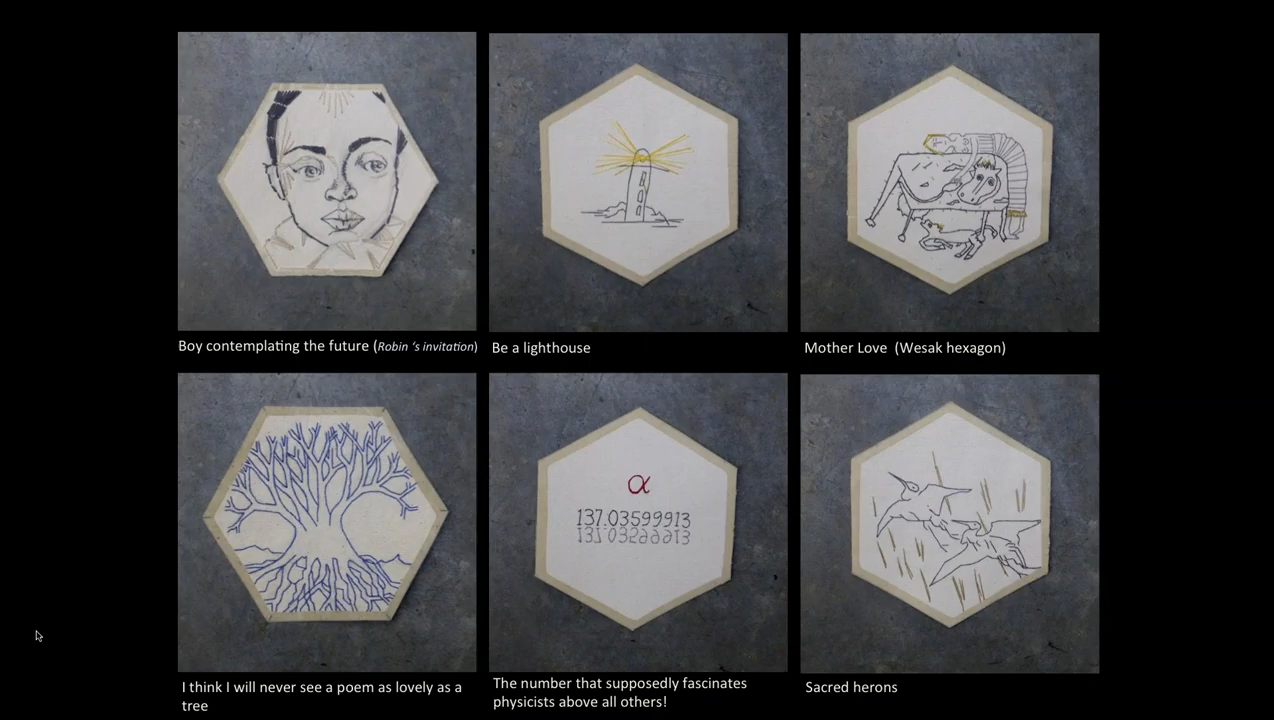 Boy contemplating the future (Robin ‘s invitation)
Be a lighthouse
Mother Love  (Wesak hexagon)
α
137.03599913
137.03599913
I think I will never see a poem as lovely as a
tree
The number that supposedly fascinates
physicists above all others!
Sacred herons